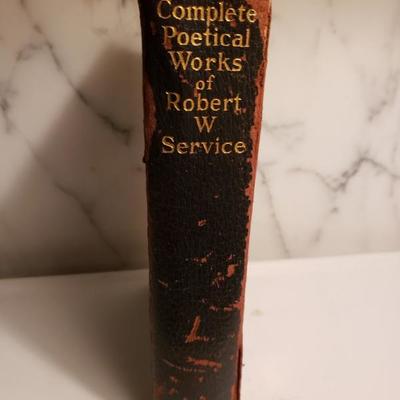 Complete
Poetical
Works
of
Robert
W
Service